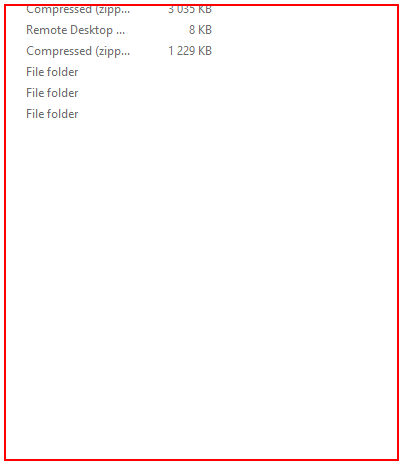 Compressed (zipp... 3 035 KB
Remote Desktop ... 8 KB
Compressed (zipp... 1 229 KB
File folder
File folder
File folder